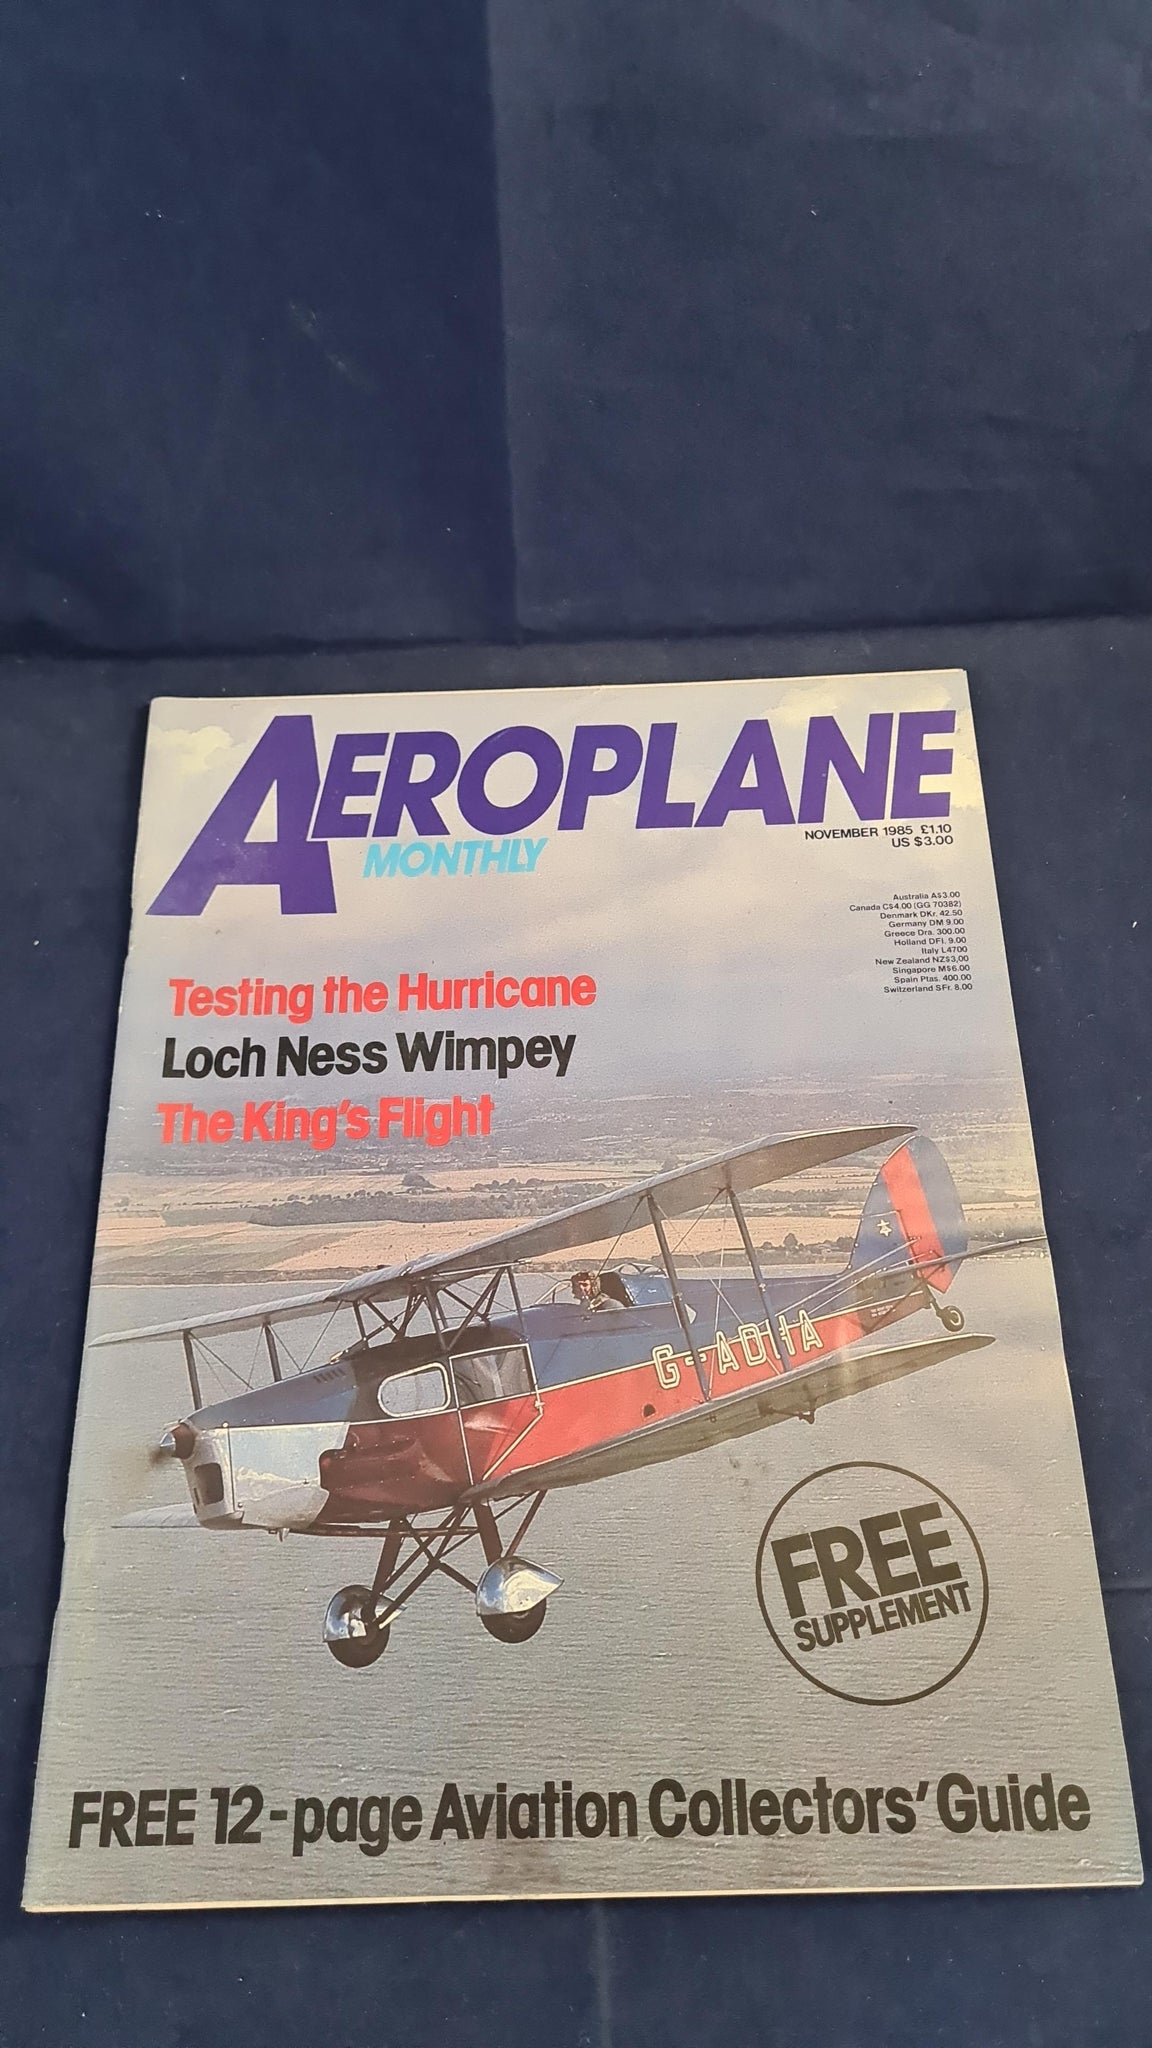 AEROPLANE
MONTHLY
NOVEMBER 1985 £1.10
US $3.00
Australia A$3.00
Canada C$4.00 (GG 70382)
Denmark DKr. 42.50
Germany DM 9.00
Greece Dra. 300.00
Holland DFl. 9.00
Italy L4700
New Zealand NZ$3.00
Singapore M$6.00
Spain Ptas. 400.00
Switzerland SFr. 8.00
Testing the Hurricane
Loch Ness Wimpey
The King's Flight
G-ADHA
FREE
SUPPLEMENT
FREE 12-page Aviation Collectors' Guide